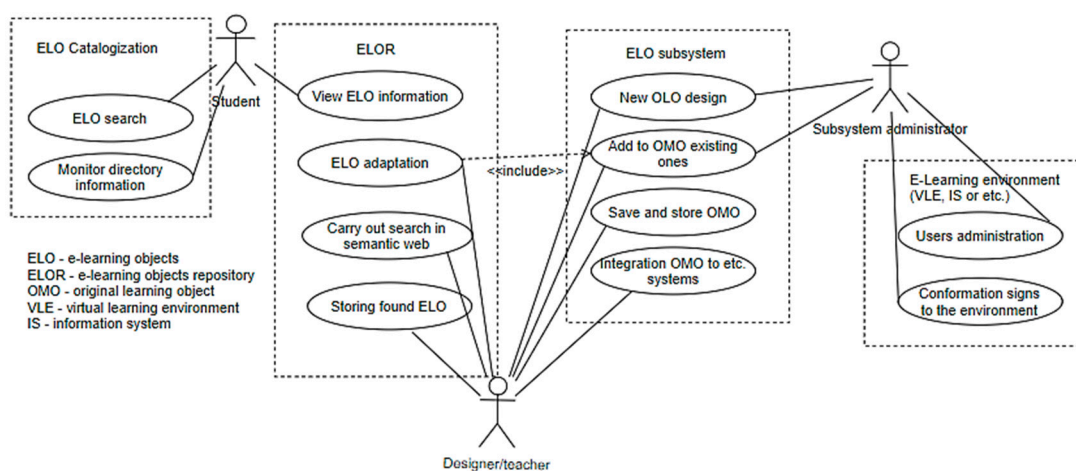 ELO Catalogization
ELO search
Monitor directory
information
Student
ELOR
View ELO information
ELO adaptation
Carry out search in
semantic web
Storing found ELO
<<include>>
ELO subsystem
New OLO design
Add to OMO existing
ones
Save and store OMO
Integration OMO to etc.
systems
Subsystem administrator
E-Learning environment
(VLE, IS or etc.)
Users administration
Conformation signs
to the environment
ELO - e-learning objects
ELOR - e-learning objects repository
OMO - original learning object
VLE - virtual learning environment
IS - information system
Designer/teacher